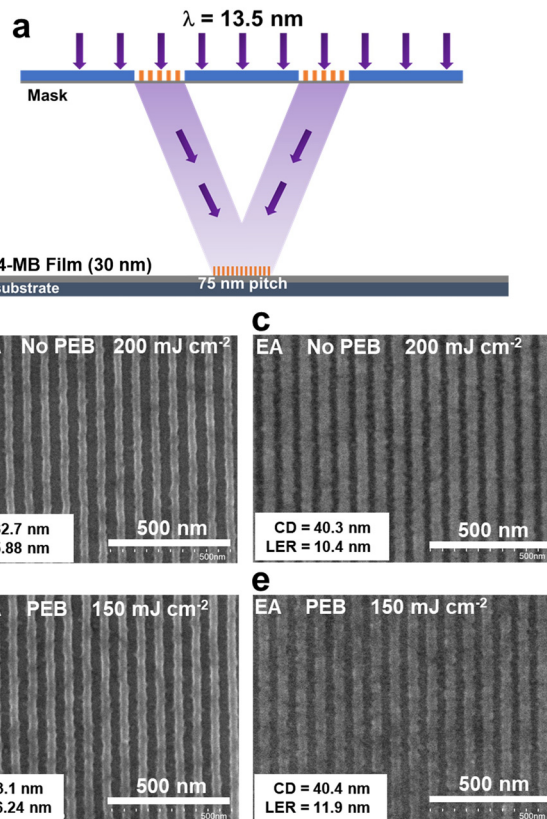 a
λ = 13.5 nm
Mask
4-MB Film (30 nm)
substrate
75 nm pitch
No PEB 200 mJ cm-2
2.7 nm
.88 nm
500 nm
500nm
c
EA No PEB 200 mJ cm-2
CD = 40.3 nm
LER = 10.4 nm
500 nm
500nm
PEB 150 mJ cm-2
.1 nm
6.24 nm
500 nm
500nm
e
EA PEB 150 mJ cm-2
CD = 40.4 nm
LER = 11.9 nm
500 nm
500nm